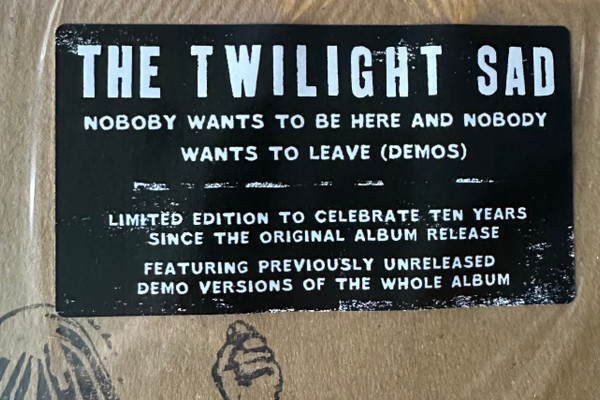 THE TWILIGHT SAD
NOBOBY WANTS TO BE HERE AND NOBODY
WANTS TO LEAVE (DEMOS)
LIMITED EDITION TO CELEBRATE TEN YEARS
SINCE THE ORIGINAL ALBUM RELEASE
FEATURING PREVIOUSLY UNRELEASED
DEMO VERSIONS OF THE WHOLE ALBUM